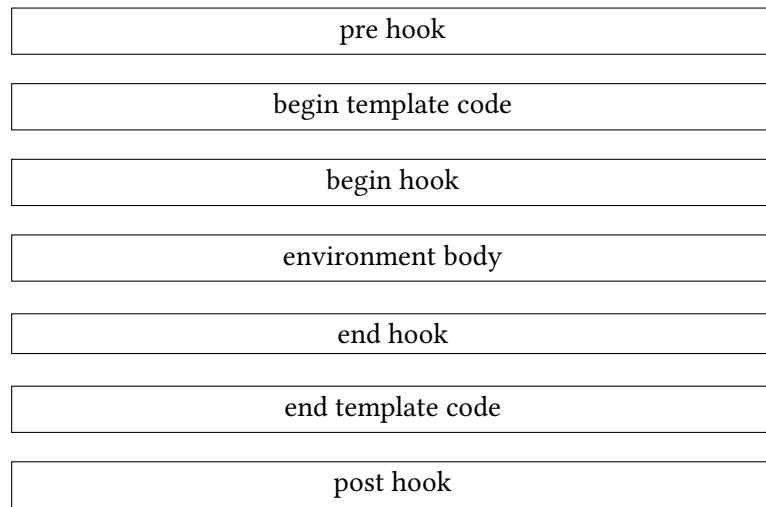 pre hook
begin template code
begin hook
environment body
end hook
end template code
post hook